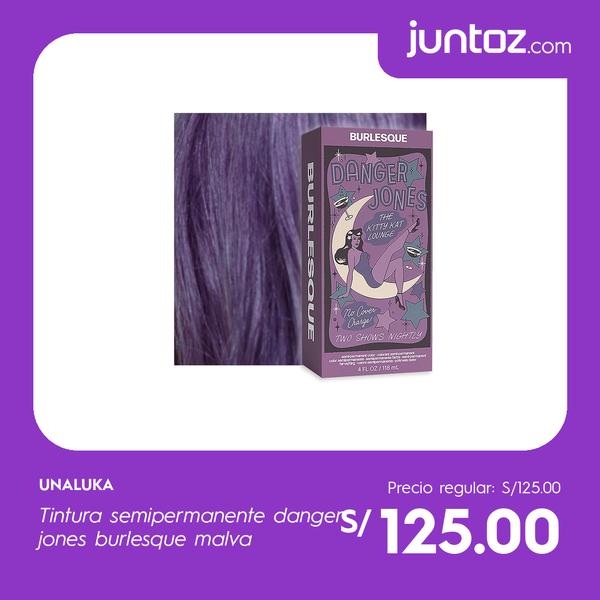 juntoz.com
BURLESQUE
BURLESQUE
DANGER
JONES
THE
KITTY KAT
LOUNGE
No Cover
Charge!
TWO SHOWS NIGHTLY
4 FL OZ / 118 mL
UNALUKA
Precio regular: S/125.00
Tintura semipermanente danger
jones burlesque malva
S/ 125.00